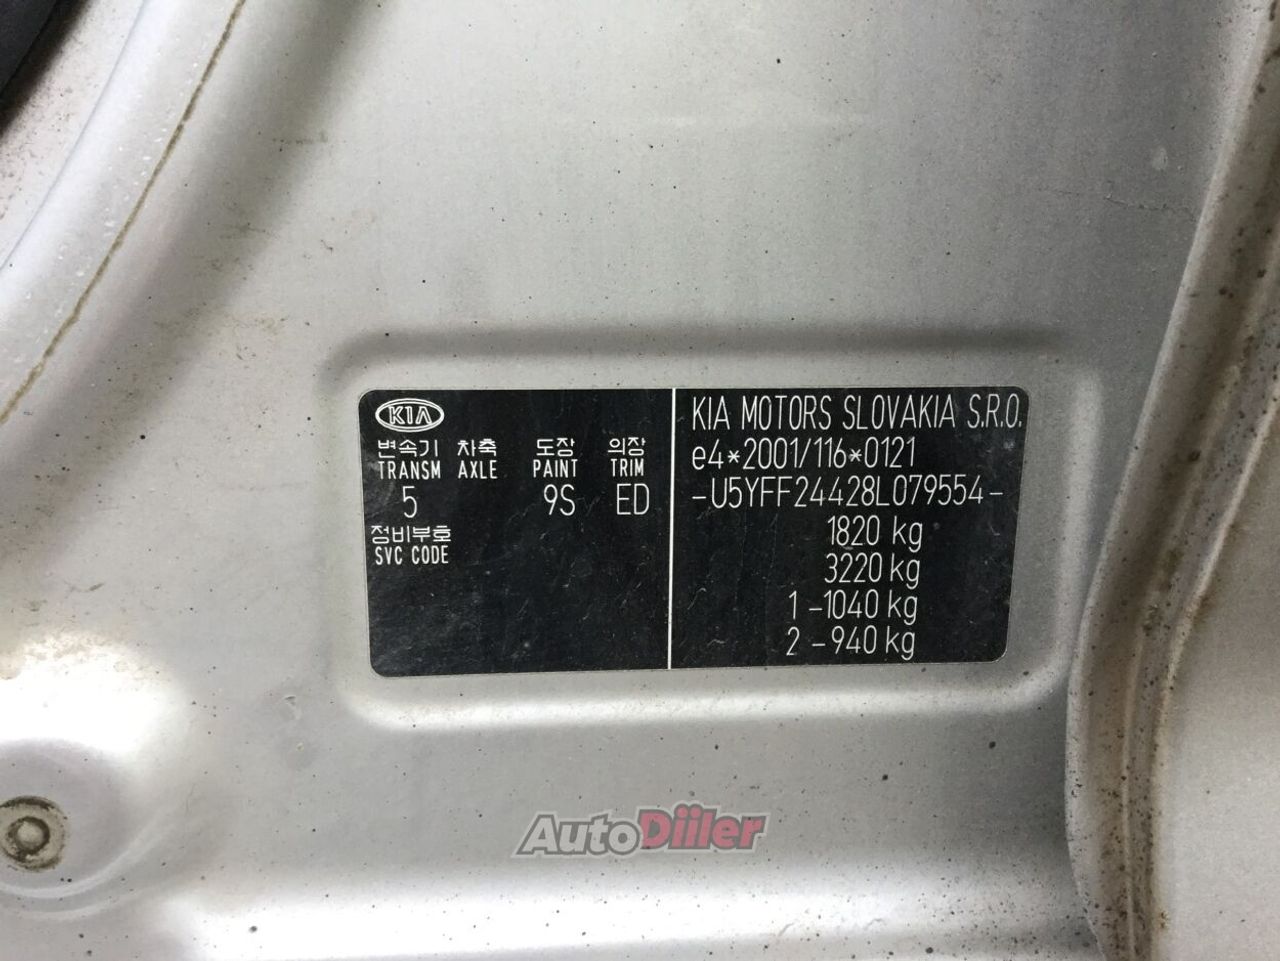 KIA
변속기 차축 도장 의장
TRANSM AXLE PAINT TRIM
5 9S ED
정비부호
SVC CODE
KIA MOTORS SLOVAKIA S.R.O.
e4*2001/116*0121
-U5YFF24428L079554-
1820 kg
3220 kg
1-1040 kg
2-940 kg
AutoDiiler